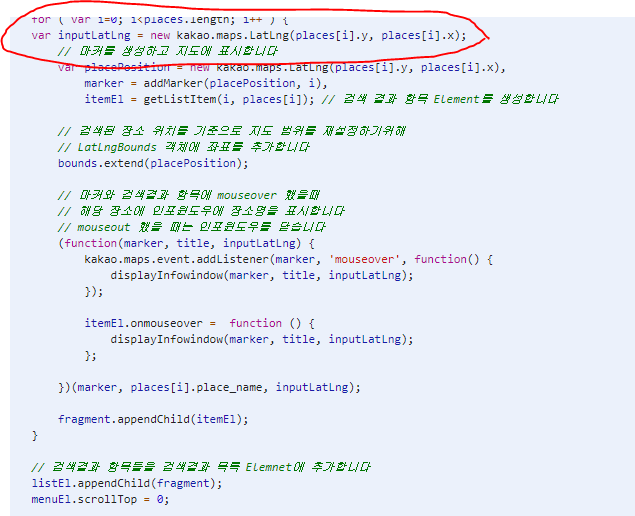 for ( var i=0; i<places.length; i++ ) {
var inputLatLng = new kakao.maps.LatLng(places[i].y, places[i].x);
// 마커를 생성하고 지도에 표시합니다
var placePosition = new kakao.maps.LatLng(places[i].y, places[i].x),
marker = addMarker(placePosition, i),
itemEl = getListItem(i, places[i]); // 검색 결과 항목 Element를 생성합니다
// 검색된 장소 위치를 기준으로 지도 범위를 재설정하기위해
// LatLngBounds 객체에 좌표를 추가합니다
bounds.extend(placePosition);
// 마커와 검색결과 항목에 mouseover 했을때
// 해당 장소에 인포윈도우에 장소명을 표시합니다
// mouseout 했을 때는 인포윈도우를 닫습니다
(function(marker, title, inputLatLng) {
kakao.maps.event.addListener(marker, 'mouseover', function() {
displayInfowindow(marker, title, inputLatLng);
});
itemEl.onmouseover =  function () {
displayInfowindow(marker, title, inputLatLng);
};
})(marker, places[i].place_name, inputLatLng);
fragment.appendChild(itemEl);
}
// 검색결과 항목들을 검색결과 목록 Elemnet에 추가합니다
listEl.appendChild(fragment);
menuEl.scrollTop = 0;